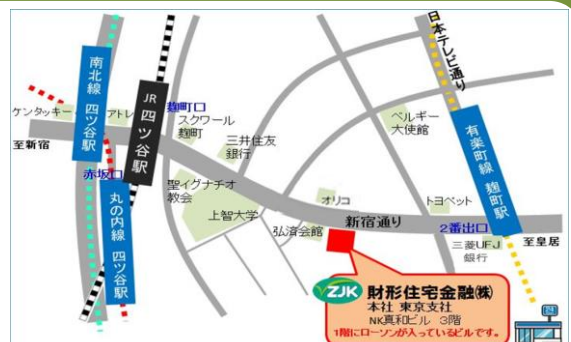 日本テレビ通り
南北線 四ツ谷駅
JR 四ツ谷駅
ケンタッキー
アトレ
麹町口
スクワール
麹町
三井住友
銀行
ベルギー
大使館
有楽町線 麹町駅
至新宿
赤坂口
丸の内線 四ツ谷駅
聖イグナチオ
教会
上智大学
オリコ
トヨペット
弘済会館
新宿通り
2番出口
三菱UFJ
銀行
至皇居
ZJK 財形住宅金融㈱
本社 東京支社
NK真和ビル 3階
1階にローソンが入っているビルです。